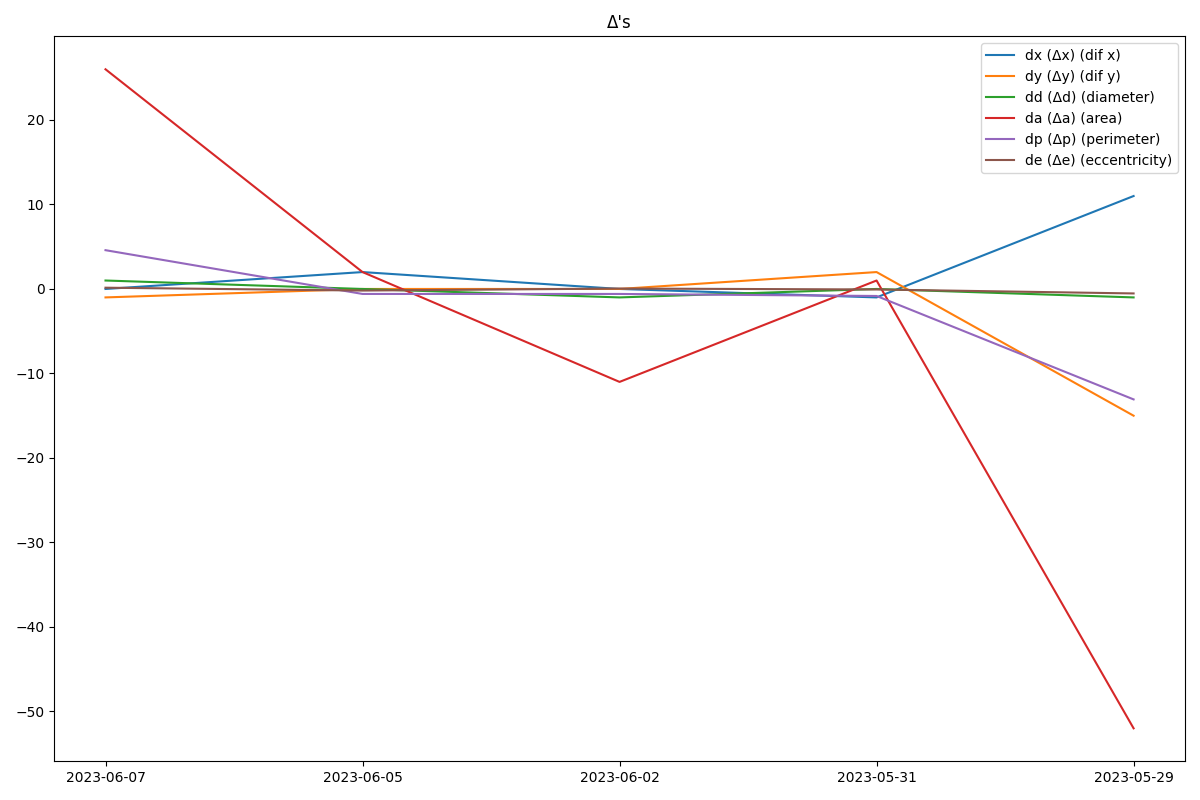 Δ's
dx (Δx) (dif x)
dy (Δy) (dif y)
dd (Δd) (diameter)
da (Δa) (area)
dp (Δp) (perimeter)
de (Δe) (eccentricity)
20
10
0
−10
−20
−30
−40
−50
2023-06-07 2023-06-05 2023-06-02 2023-05-31 2023-05-29